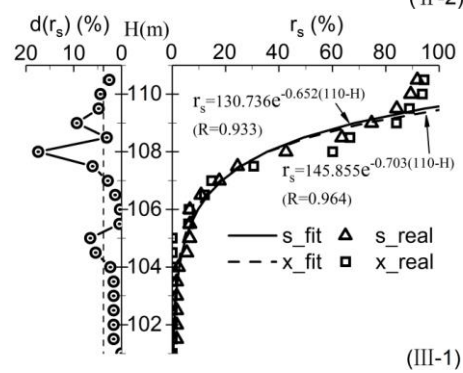 (II-2)
d(rₛ) (%) H(m) rₛ (%)
20 10 0 0 20 40 60 80 100
110
rₛ=130.736e^-0.652(110-H)
(R=0.933)
108
rₛ=145.855e^-0.703(110-H)
(R=0.964)
106
s_fit s_real
x_fit x_real
104
102
(III-1)